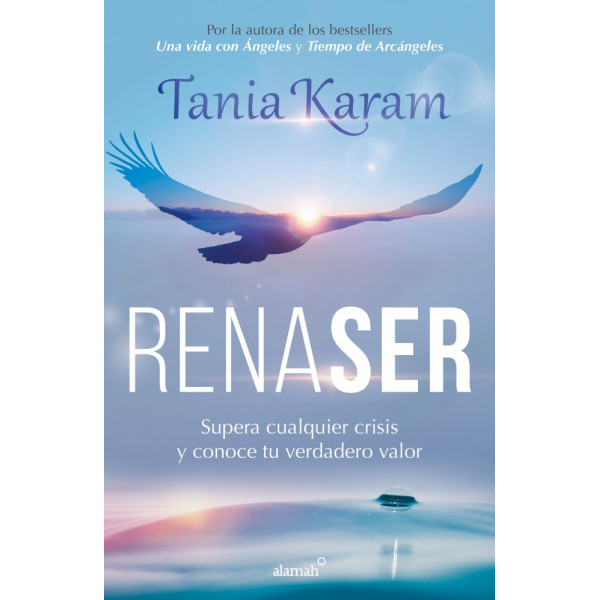 Por la autora de los bestsellers
Una vida con Ángeles y Tiempo de Arcángeles
Tania Karam
RENASER
Supera cualquier crisis
y conoce tu verdadero valor
alamah